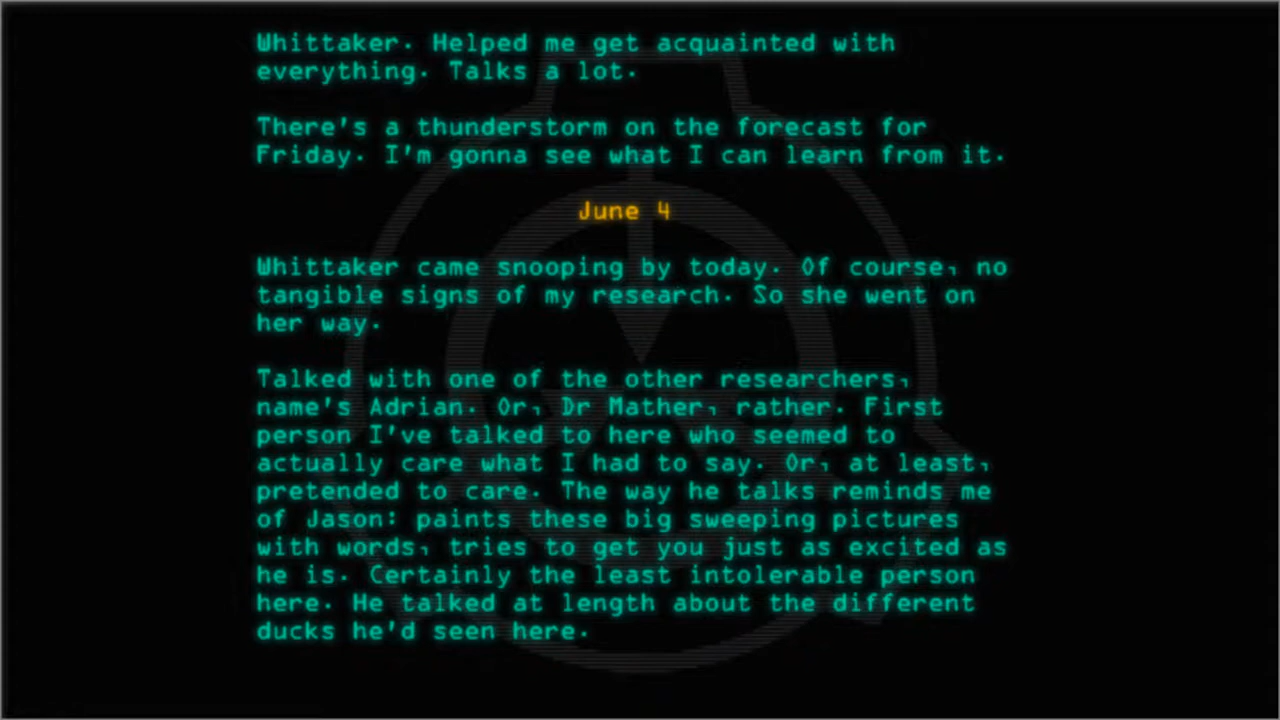 Whittaker. Helped me get acquainted with
everything. Talks a lot.
There's a thunderstorm on the forecast for
Friday. I'm gonna see what I can learn from it.
June 4
Whittaker came snooping by today. Of course, no
tangible signs of my research. So she went on
her way.
Talked with one of the other researchers,
name's Adrian. Or, Dr Mather, rather. First
person I've talked to here who seemed to
actually care what I had to say. Or, at least,
pretended to care. The way he talks reminds me
of Jason: paints these big sweeping pictures
with words, tries to get you just as excited as
he is. Certainly the least intolerable person
here. He talked at length about the different
ducks he'd seen here.